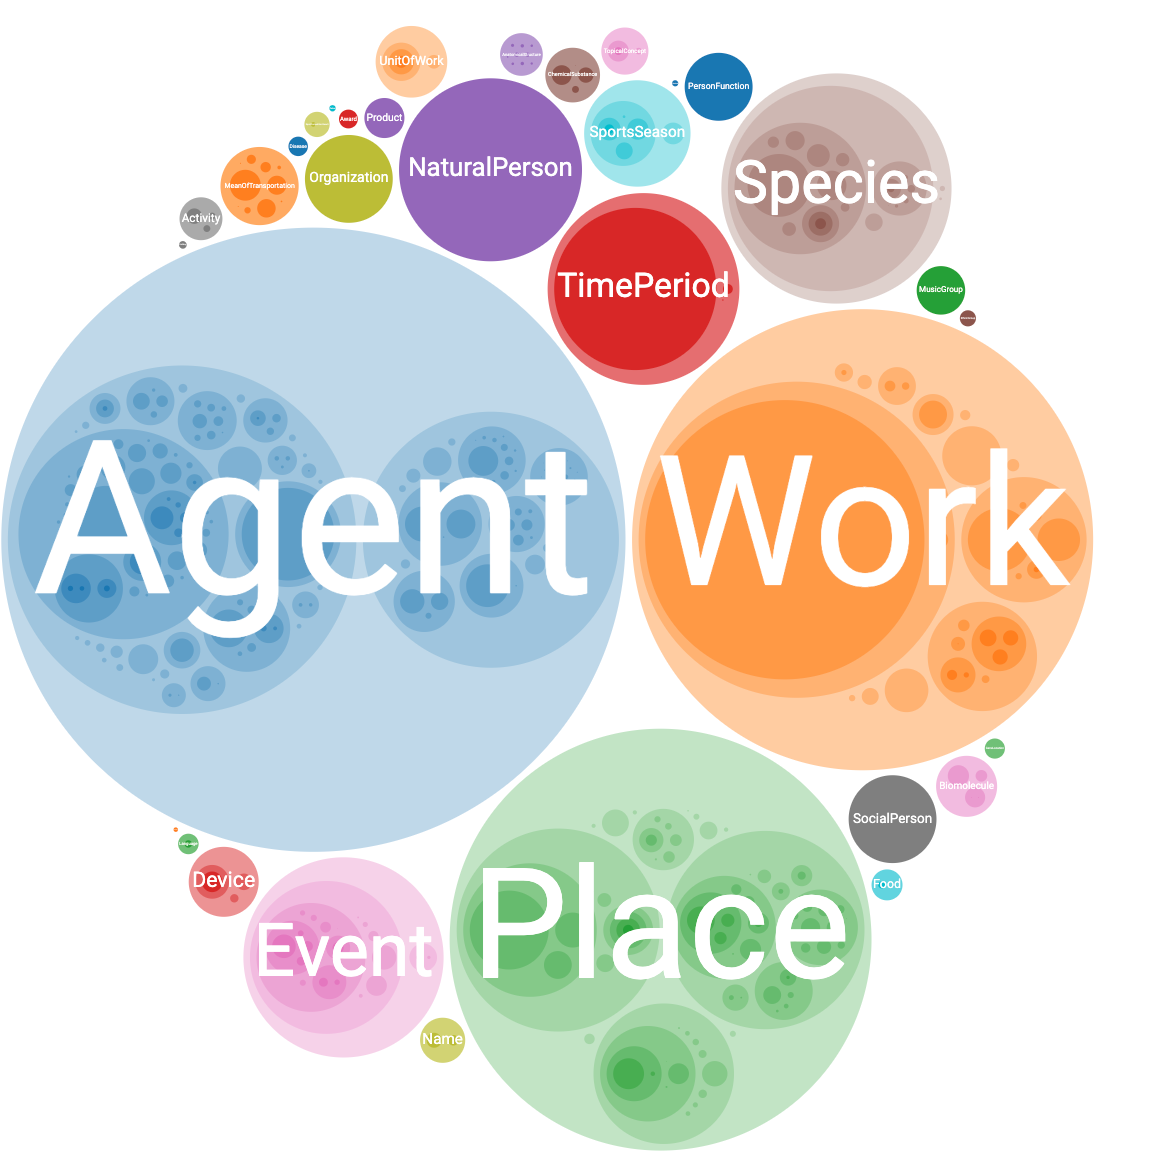 UnitOfWork
TopicalConcept
ChemicalSubstance
PersonFunction
Award
Product
SportsSeason
Disease
NaturalPerson
Organization
Species
MeanOfTransportation
Activity
TimePeriod
MusicGroup
Agent
Work
Biomolecule
SocialPerson
Language
Device
Food
Place
Event
Name